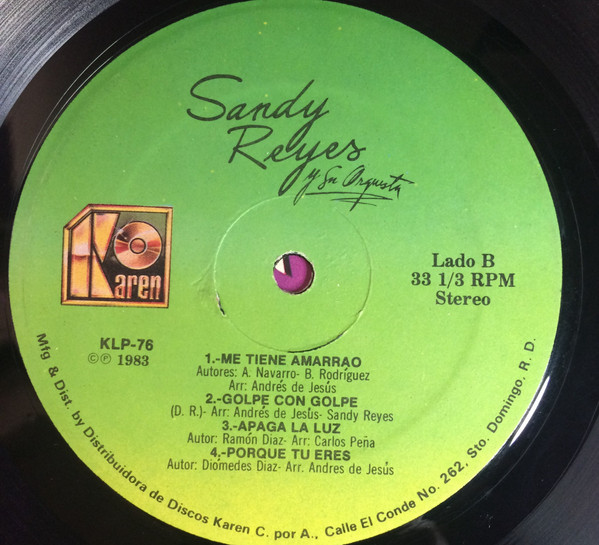 Sandy
Reyes
y Su Orquesta
Karen
Lado B
33 1/3 RPM
Stereo
KLP-76
©℗ 1983
1.-ME TIENE AMARRAO
Autores: A. Navarro- B. Rodríguez
Arr: Andrés de Jesús
2.-GOLPE CON GOLPE
(D. R.)- Arr: Andrés de Jesús- Sandy Reyes
3.-APAGA LA LUZ
Autor: Ramón Diaz- Arr: Carlos Peña
4.-PORQUE TU ERES
Autor: Diómedes Diaz- Arr. Andres de Jesús
Mfg & Dist. by Distribuidora de Discos Karen C. por A., Calle El Conde No. 262, Sto. Domingo, R. D.